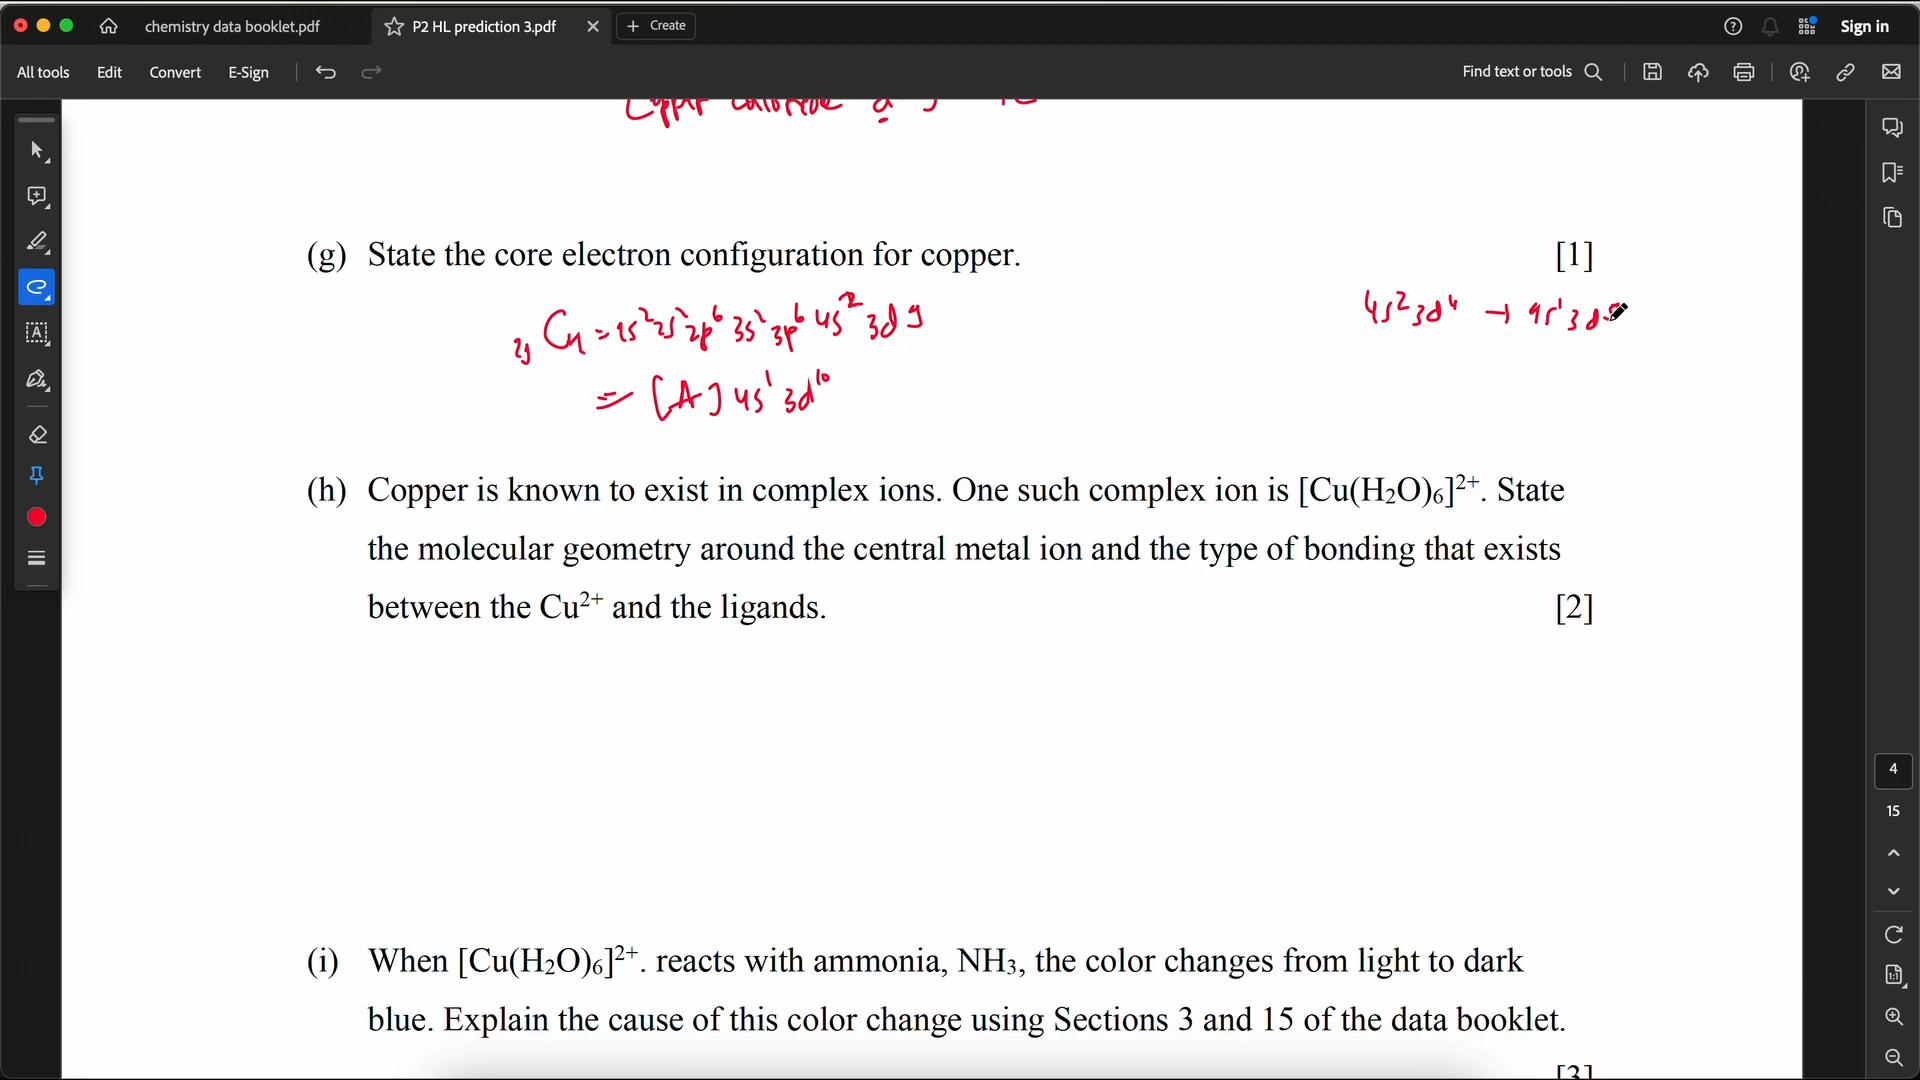 chemistry data booklet.pdf
P2 HL prediction 3.pdf
Create
Sign in
All tools
Edit
Convert
E-Sign
Find text or tools
Copper
(g) State the core electron configuration for copper. [1]
₂₉Cu = 1s² 2s² 2p⁶ 3s² 3p⁶ 4s² 3d⁹
4s² 3d⁴ → 4s¹ 3d⁵
= [A] 4s¹ 3d¹⁰
(h) Copper is known to exist in complex ions. One such complex ion is [Cu(H₂O)₆]²⁺. State
the molecular geometry around the central metal ion and the type of bonding that exists
between the Cu²⁺ and the ligands. [2]
4
15
(i) When [Cu(H₂O)₆]²⁺. reacts with ammonia, NH₃, the color changes from light to dark
blue. Explain the cause of this color change using Sections 3 and 15 of the data booklet.
[3]